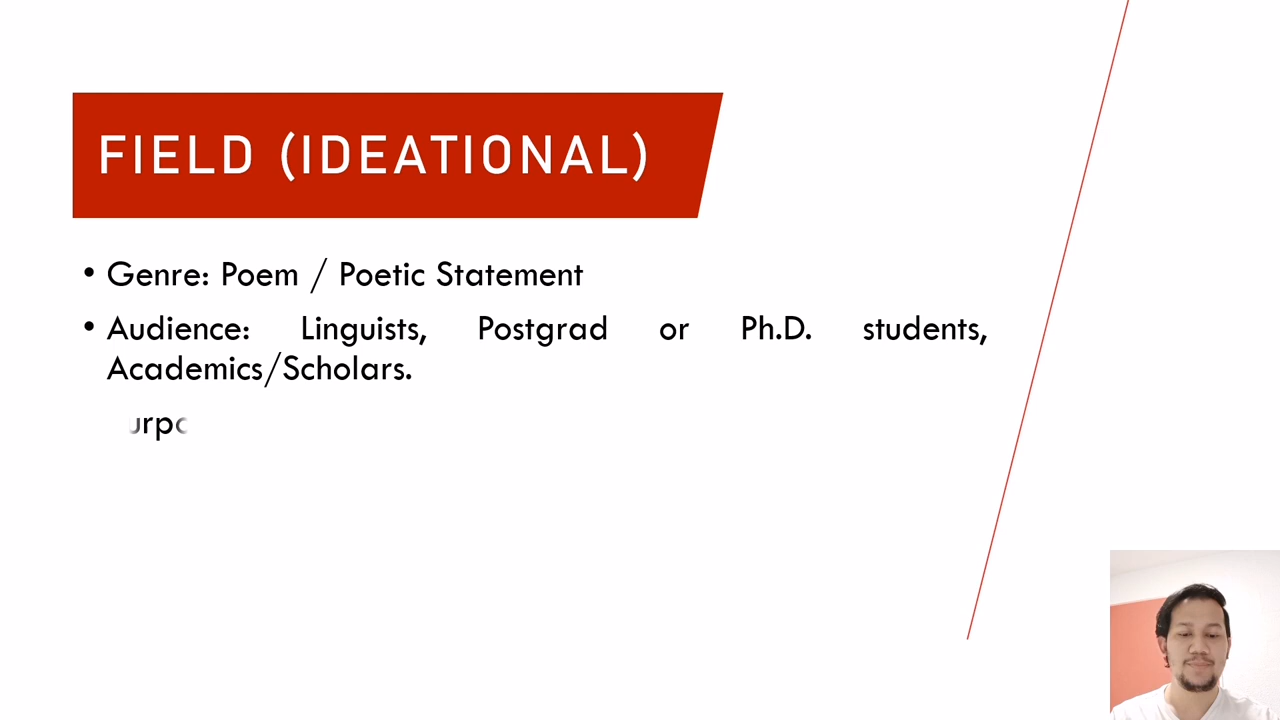 FIELD (IDEATIONAL)
• Genre: Poem / Poetic Statement
• Audience: Linguists, Postgrad or Ph.D. students,
Academics/Scholars.